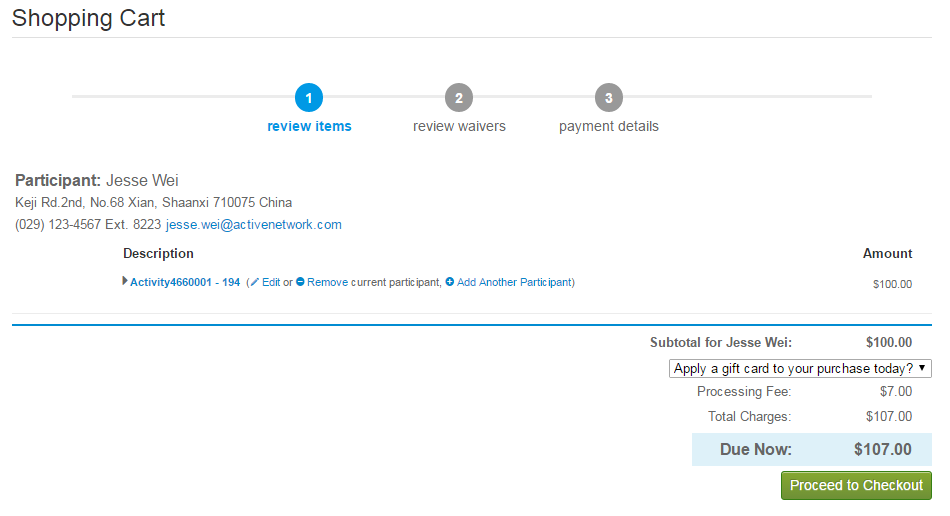 Shopping Cart
1 2 3
review items review waivers payment details
Participant: Jesse Wei
Keji Rd.2nd, No.68 Xian, Shaanxi 710075 China
(029) 123-4567 Ext. 8223 jesse.wei@activenetwork.com
Description Amount
Activity4660001 - 194 (Edit or Remove current participant, Add Another Participant) $100.00
Subtotal for Jesse Wei: $100.00
Apply a gift card to your purchase today?
Processing Fee: $7.00
Total Charges: $107.00
Due Now: $107.00
Proceed to Checkout